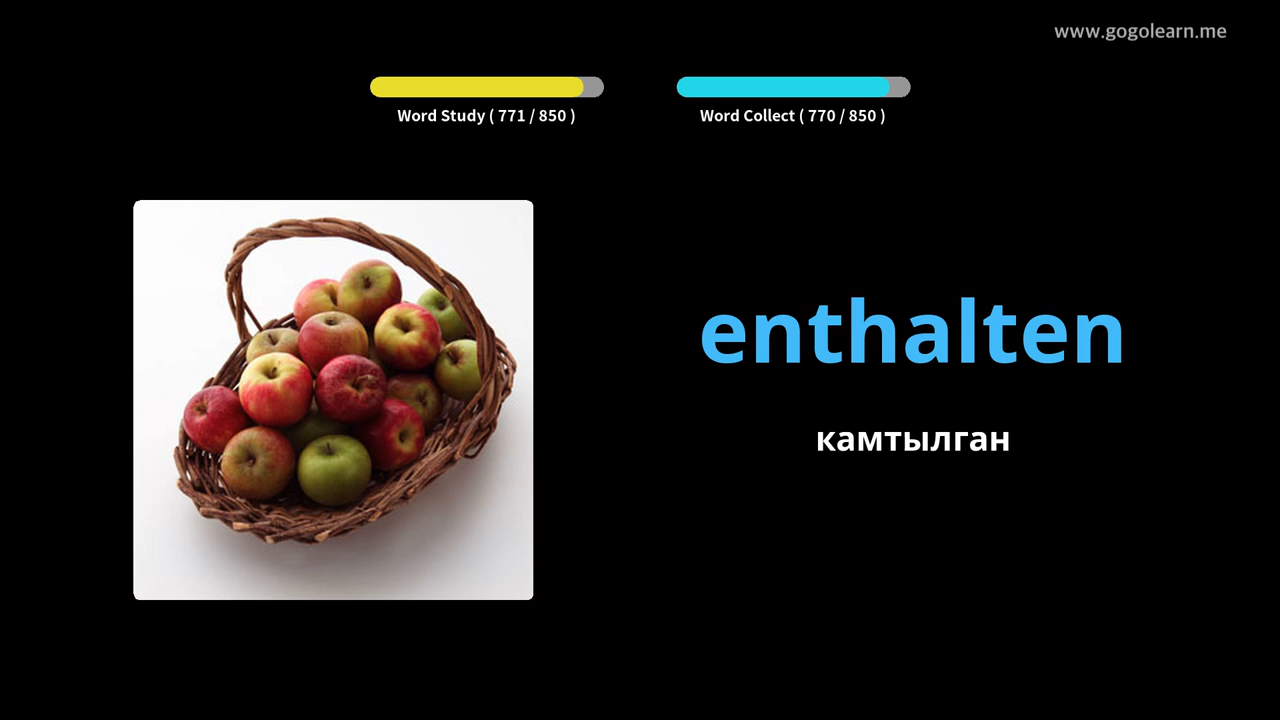 www.gogolearn.me
Word Study ( 771 / 850 )
Word Collect ( 770 / 850 )
enthalten
камтылган